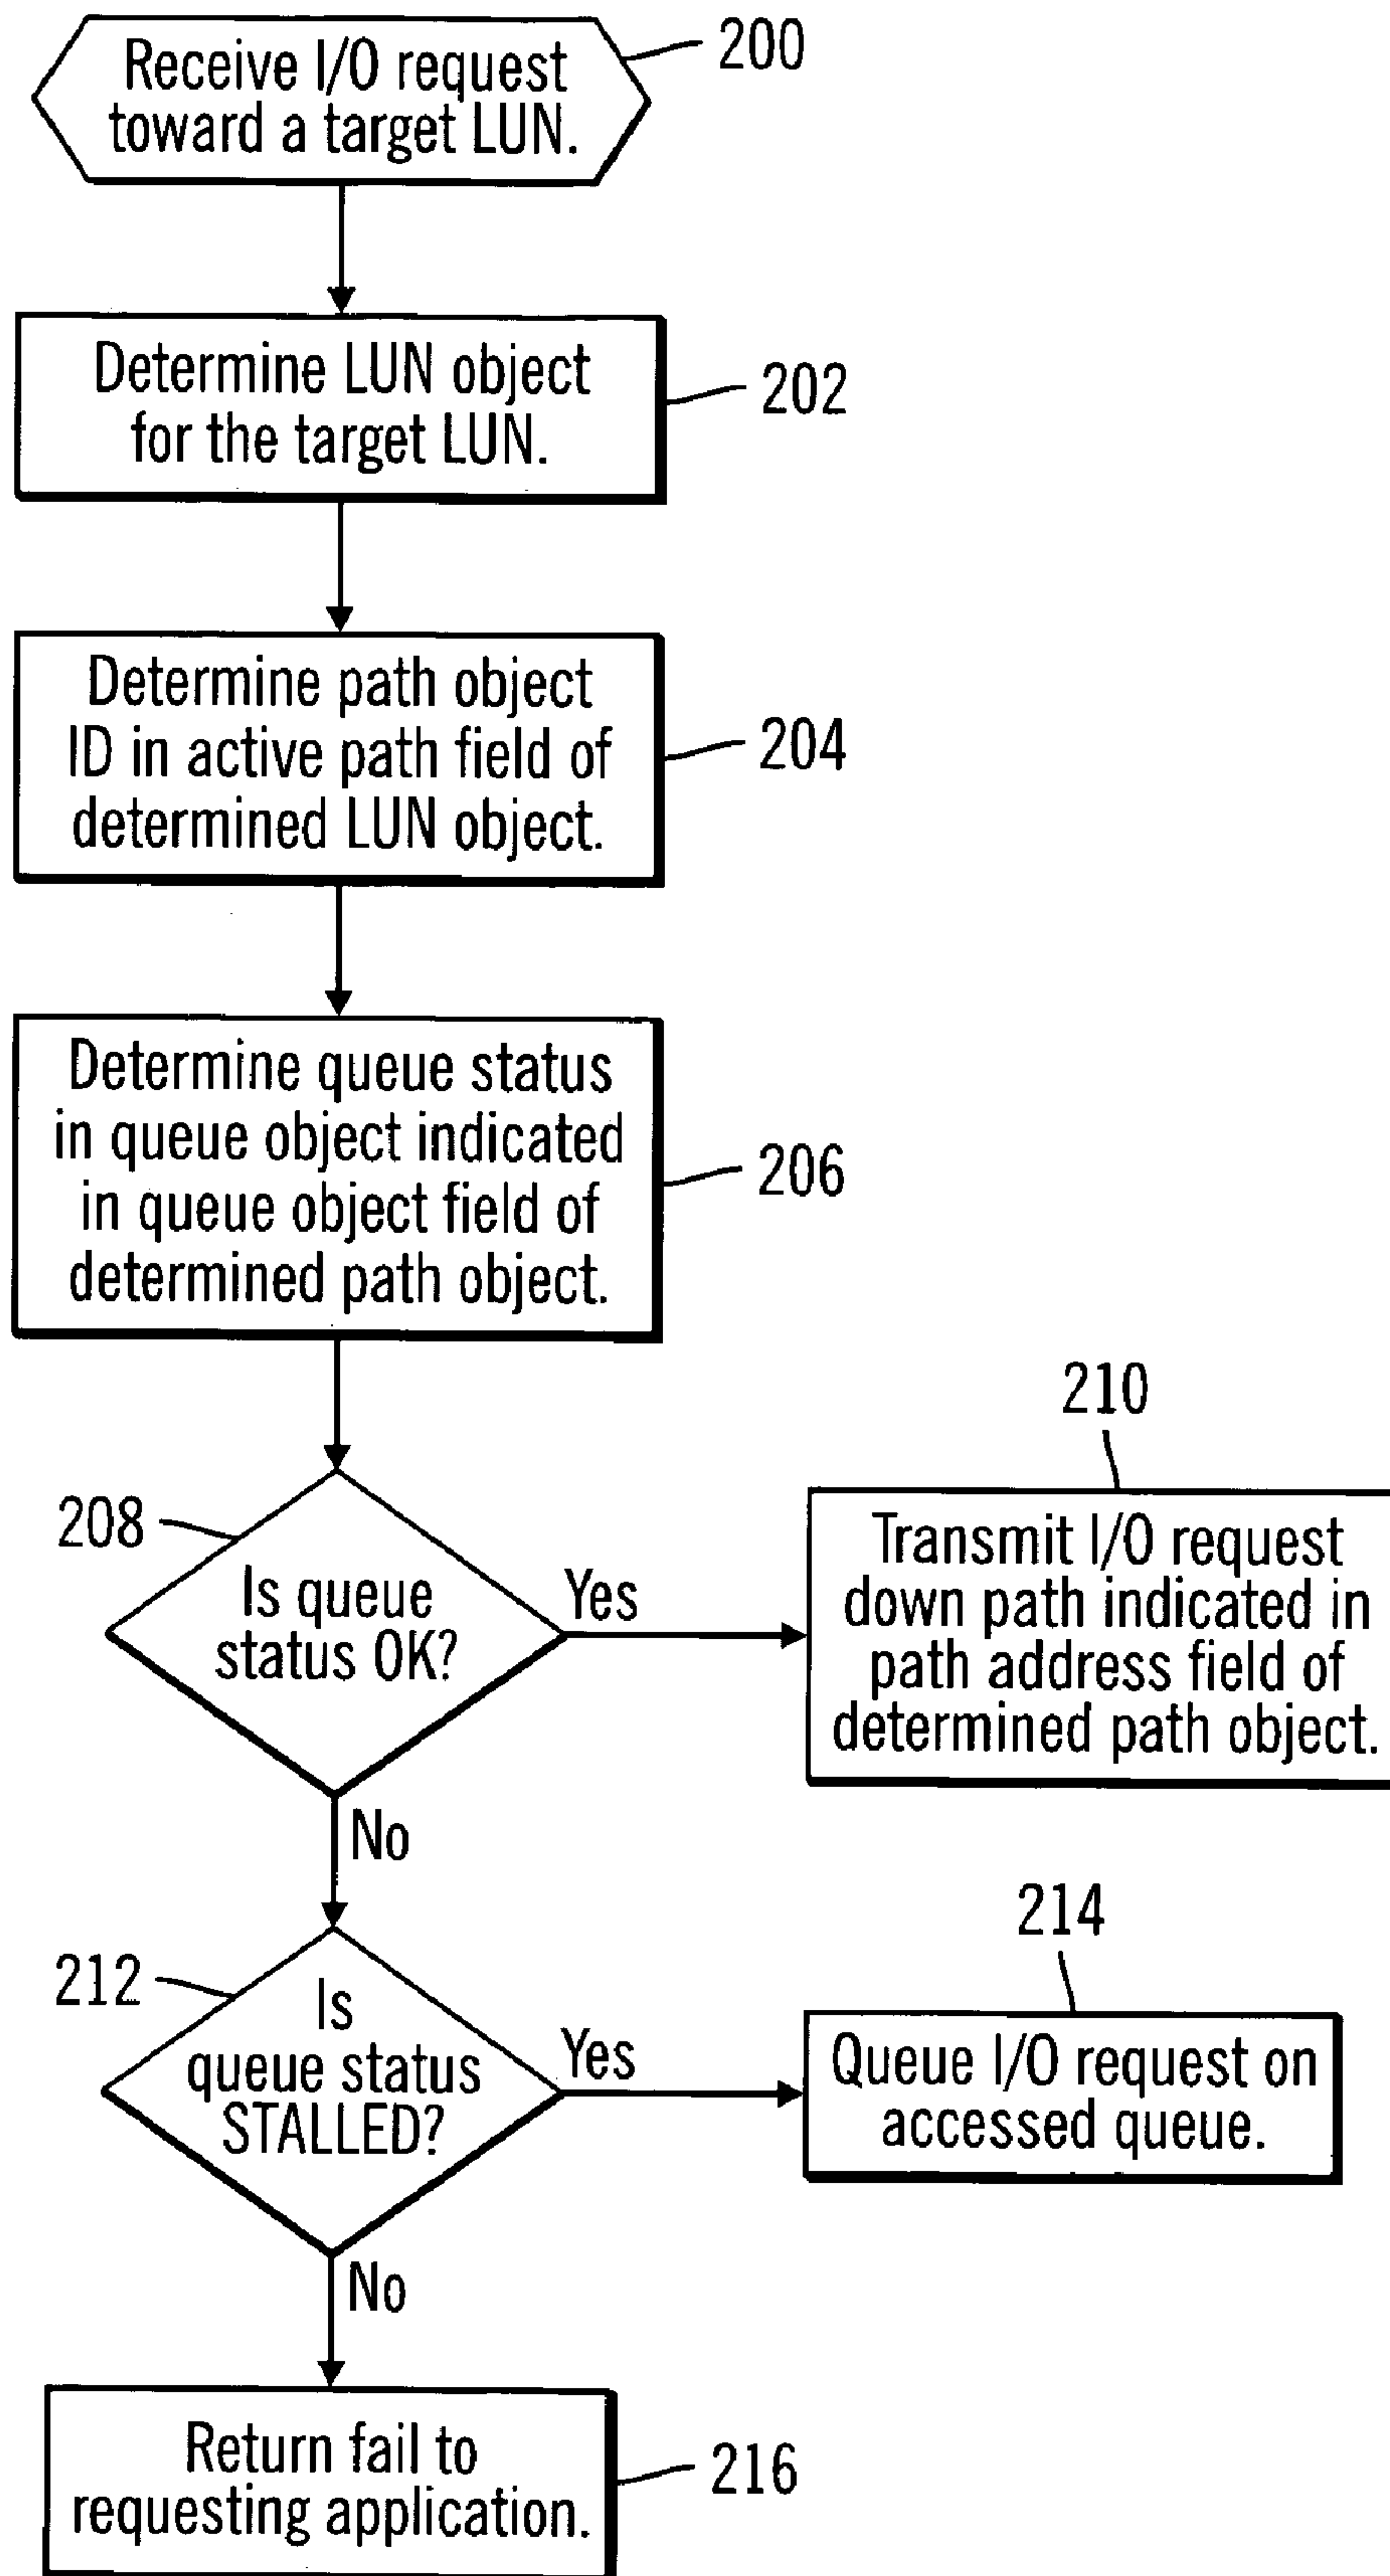 Receive I/O request
toward a target LUN.
200
Determine LUN object
for the target LUN.
202
Determine path object
ID in active path field of
determined LUN object.
204
Determine queue status
in queue object indicated
in queue object field of
determined path object.
206
208
Is queue
status OK?
Yes
210
Transmit I/O request
down path indicated in
path address field of
determined path object.
No
212
Is
queue status
STALLED?
Yes
214
Queue I/O request on
accessed queue.
No
Return fail to
requesting application.
216